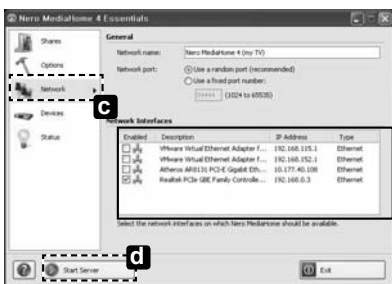 Nero MediaHome 4 Essentials
Shares
Options
Network
Devices
Status
General
Network name: Nero MediaHome 4 (my TV)
Network port: Use a random port (recommended)
Use a fixed port number:
(1024 to 65535)
c
Network Interfaces
Enabled Description IP Address Type
VMware Virtual Ethernet Adapter f... 192.168.115.1 Ethernet
VMware Virtual Ethernet Adapter f... 192.168.152.1 Ethernet
Atheros AR8131 PCI-E Gigabit Eth... 10.177.40.108 Ethernet
Realtek PCIe GBE Family Controlle... 192.168.0.3 Ethernet
Select the network interfaces on which Nero MediaHome should be available.
d
Start Server
Exit